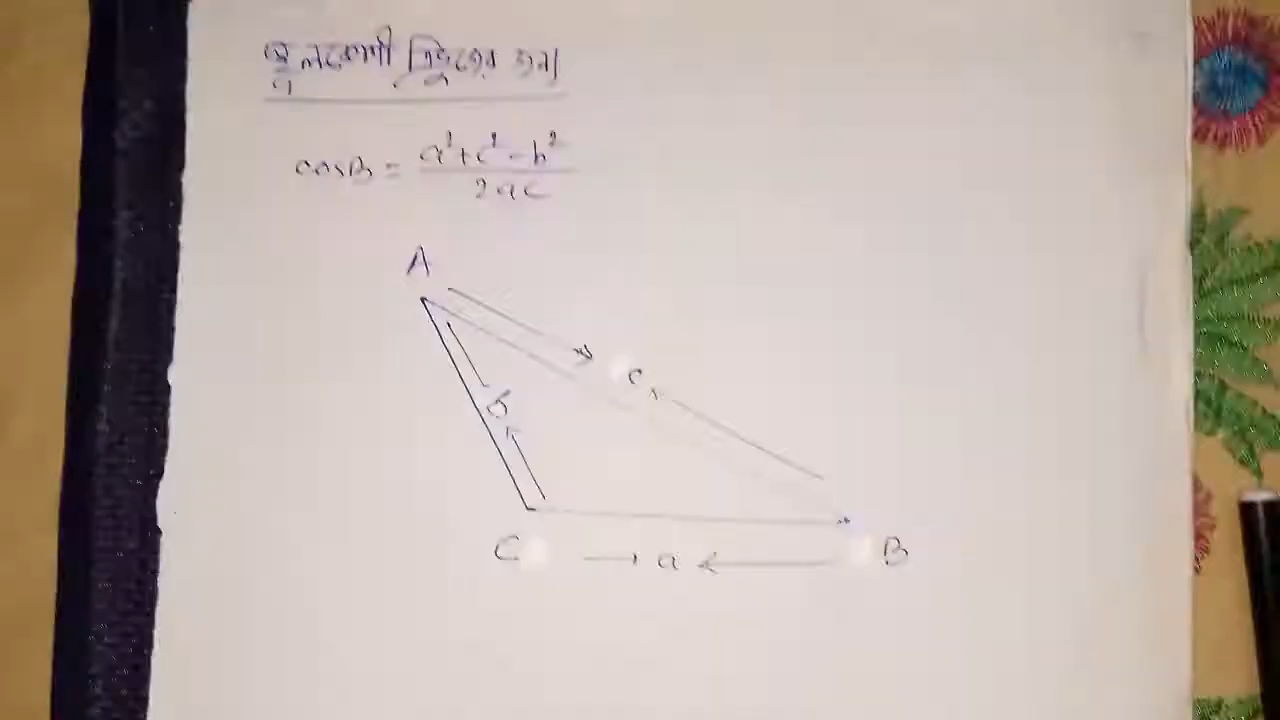 স্থূলকোণী ত্রিভুজের জন্য
cosB = (a² + c² - b²) / 2ac
A
c
b
C
a
B